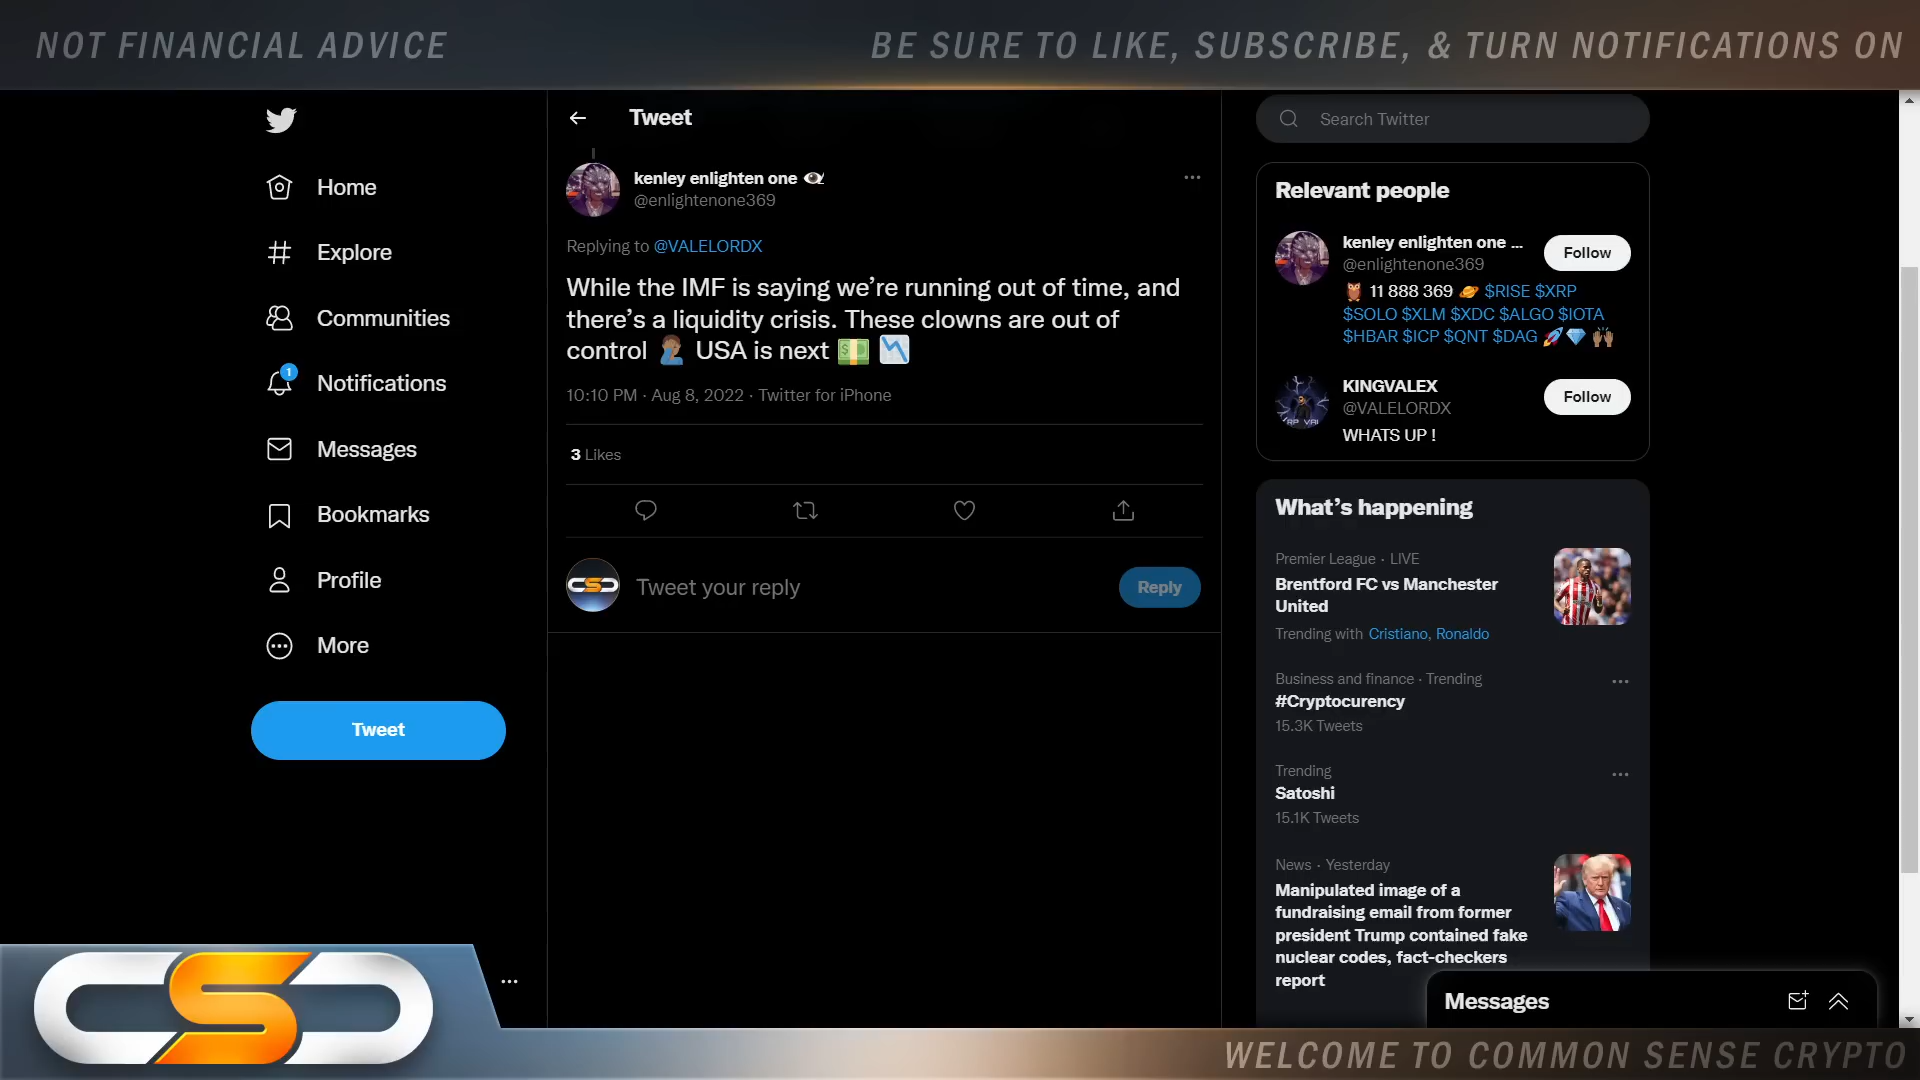 NOT FINANCIAL ADVICE
BE SURE TO LIKE, SUBSCRIBE, & TURN NOTIFICATIONS ON
Home
Explore
Communities
1
Notifications
Messages
Bookmarks
Profile
More
Tweet
Tweet
kenley enlighten one 👁️‍🗨️
@enlightenone369
Replying to @VALELORDX
While the IMF is saying we’re running out of time, and
there’s a liquidity crisis. These clowns are out of
control 🤦🏾‍♂️ USA is next 💵 📉
10:10 PM · Aug 8, 2022 · Twitter for iPhone
3 Likes
Tweet your reply
Reply
Search Twitter
Relevant people
kenley enlighten one ...
@enlightenone369
Follow
🦉 11 888 369 🪐 $RISE $XRP
$SOLO $XLM $XDC $ALGO $IOTA
$HBAR $ICP $QNT $DAG 🚀💎 🙌🏾
KINGVALEX
@VALELORDX
Follow
WHATS UP !
What’s happening
Premier League · LIVE
Brentford FC vs Manchester
United
Trending with Cristiano, Ronaldo
Business and finance · Trending
#Cryptocurency
15.3K Tweets
Trending
Satoshi
15.1K Tweets
News · Yesterday
Manipulated image of a
fundraising email from former
president Trump contained fake
nuclear codes, fact-checkers
report
Messages
CSC
WELCOME TO COMMON SENSE CRYPTO